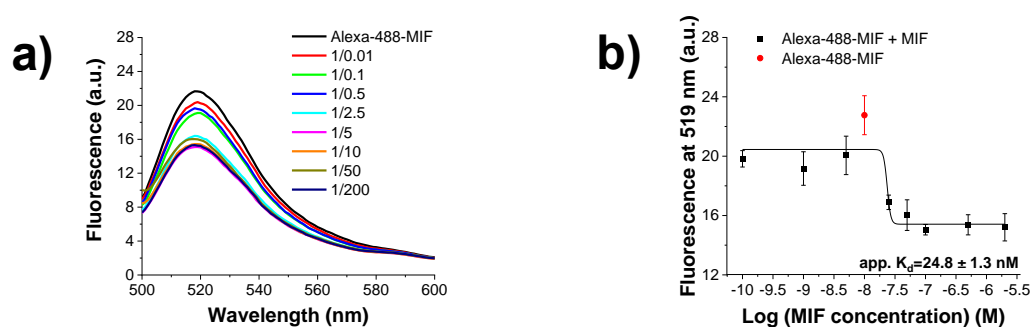 a)
Fluorescence (a.u.)
28
24
20
16
12
8
4
0
500 520 540 560 580 600
Wavelength (nm)
Alexa-488-MIF
1/0.01
1/0.1
1/0.5
1/2.5
1/5
1/10
1/50
1/200
b)
Alexa-488-MIF + MIF
Alexa-488-MIF
Fluorescence at 519 nm (a.u.)
28
24
20
16
12
app. Kd=24.8 ± 1.3 nM
-10 -9.5 -9 -8.5 -8 -7.5 -7 -6.5 -6 -5.5
Log (MIF concentration) (M)